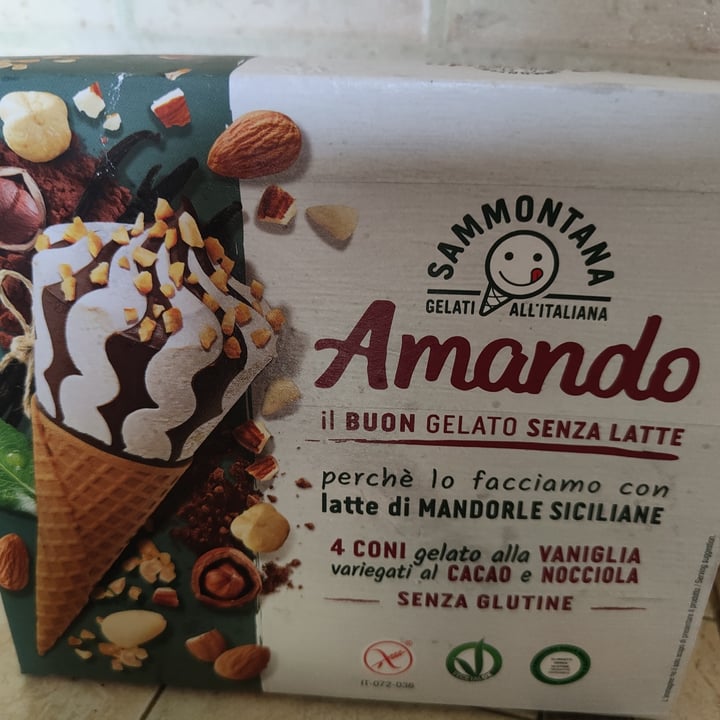 SAMMONTANA
GELATI ALL'ITALIANA
Amando
il BUON GELATO SENZA LATTE
perchè lo facciamo con
latte di MANDORLE SICILIANE
4 CONI gelato alla VANIGLIA
variegati al CACAO e NOCCIOLA
SENZA GLUTINE
IT-072-036